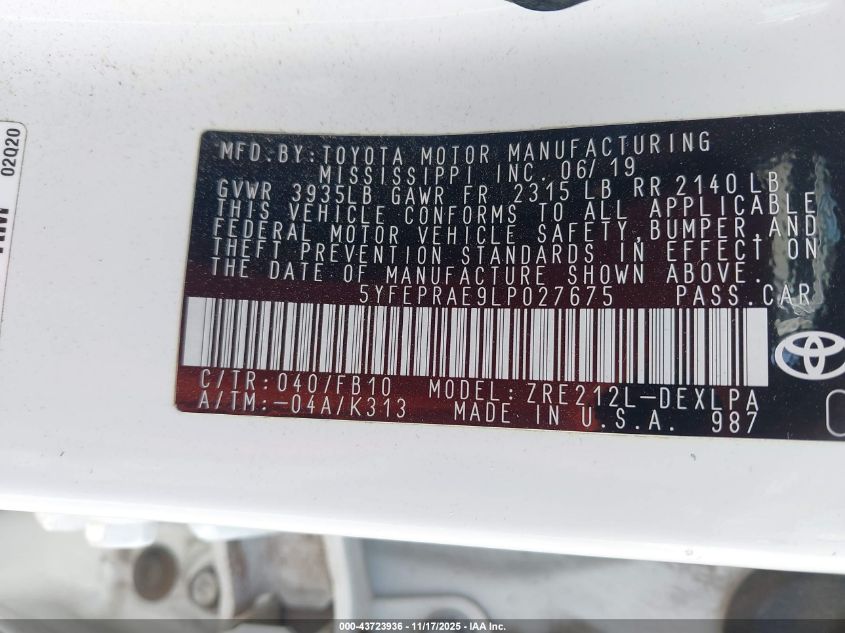 02Q20
MFD.BY:TOYOTA MOTOR MANUFACTURING
MISSISSIPPI INC. 06/19
GVWR 3935LB GAWR FR 2315 LB RR 2140 LB
THIS VEHICLE CONFORMS TO ALL APPLICABLE
FEDERAL MOTOR VEHICLE SAFETY,BUMPER,AND
THEFT PREVENTION STANDARDS IN EFFECT ON
THE DATE OF MANUFACTURE SHOWN ABOVE.
5YFEPRAE9LP027675 PASS.CAR
C/TR:040/FB10 MODEL:ZRE212L-DEXLPA
A/TM:-04A/K313 MADE IN U.S.A. 987
000-43723936 - 11/17/2025 - IAA Inc.